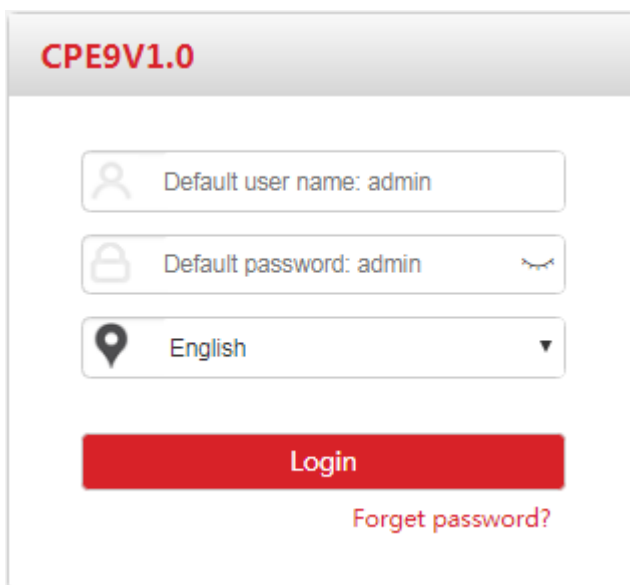 CPE9V1.0
Default user name: admin
Default password: admin
English
Login
Forget password?